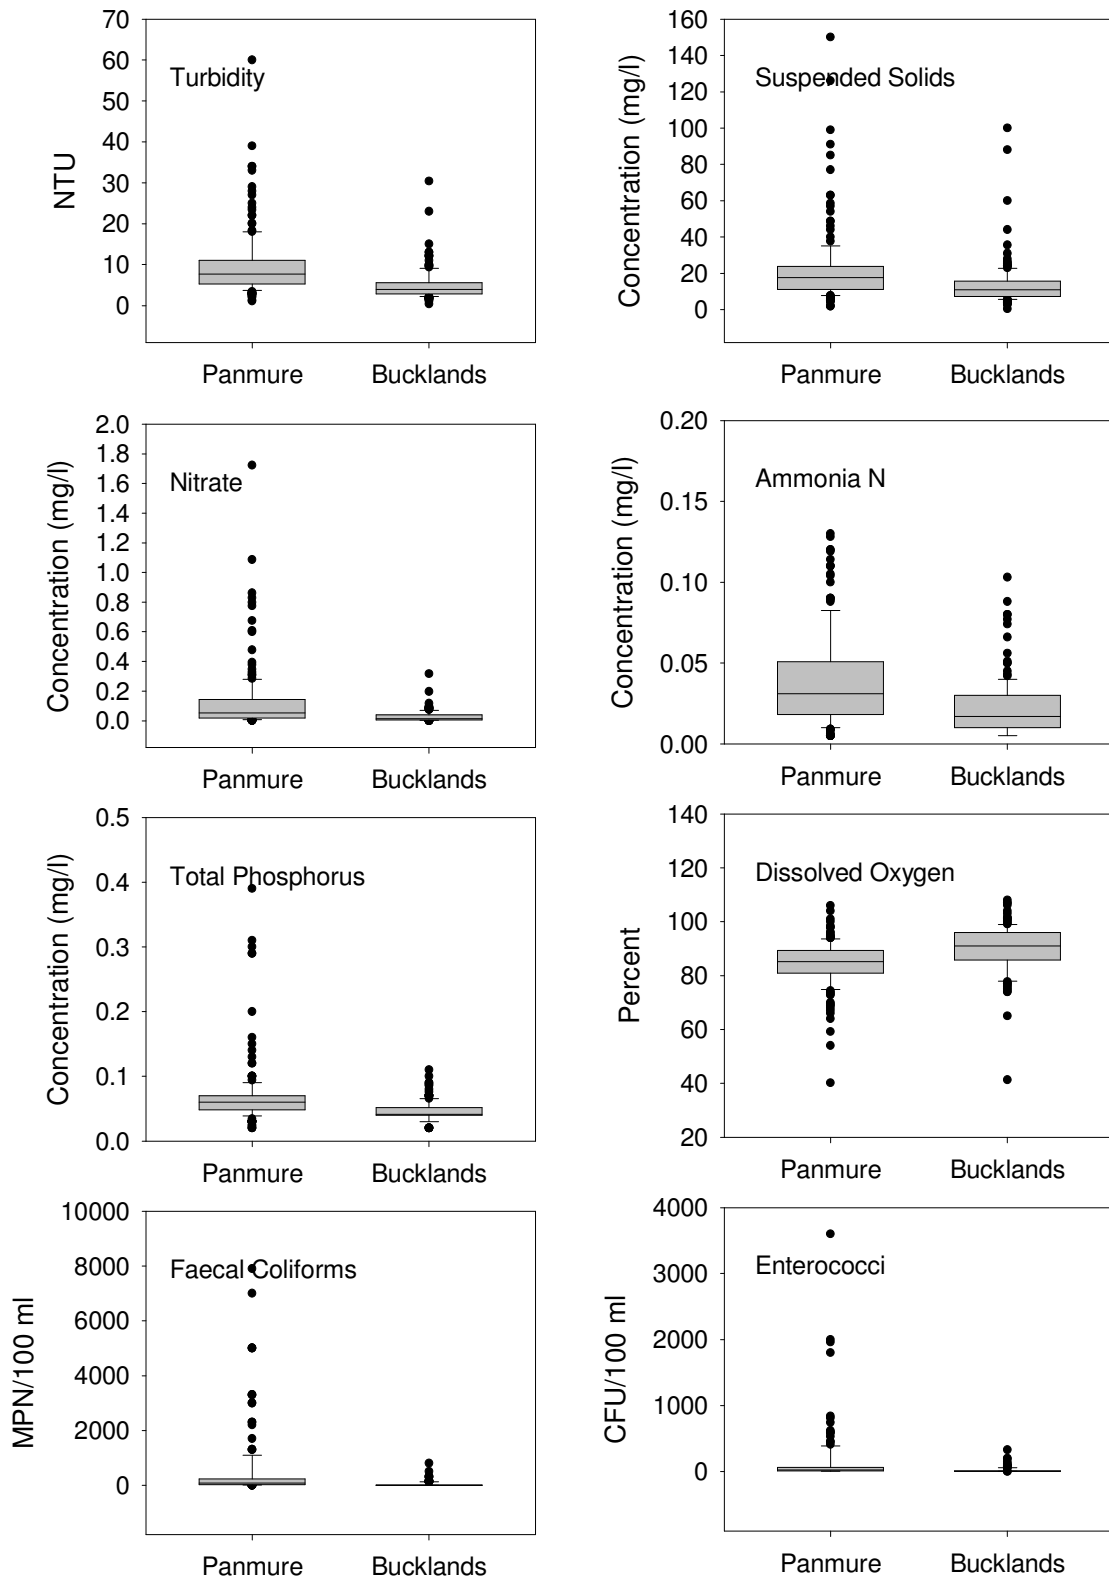 70
60
50
40
30
20
10
0
NTU
Turbidity
Panmure
Bucklands
160
140
120
100
80
60
40
20
0
Concentration (mg/l)
Suspended Solids
Panmure
Bucklands
2.0
1.8
1.6
1.4
1.2
1.0
0.8
0.6
0.4
0.2
0.0
Concentration (mg/l)
Nitrate
Panmure
Bucklands
0.20
0.15
0.10
0.05
0.00
Concentration (mg/l)
Ammonia N
Panmure
Bucklands
0.5
0.4
0.3
0.2
0.1
0.0
Concentration (mg/l)
Total Phosphorus
Panmure
Bucklands
140
120
100
80
60
40
20
Percent
Dissolved Oxygen
Panmure
Bucklands
10000
8000
6000
4000
2000
0
MPN/100 ml
Faecal Coliforms
Panmure
Bucklands
4000
3000
2000
1000
0
CFU/100 ml
Enterococci
Panmure
Bucklands